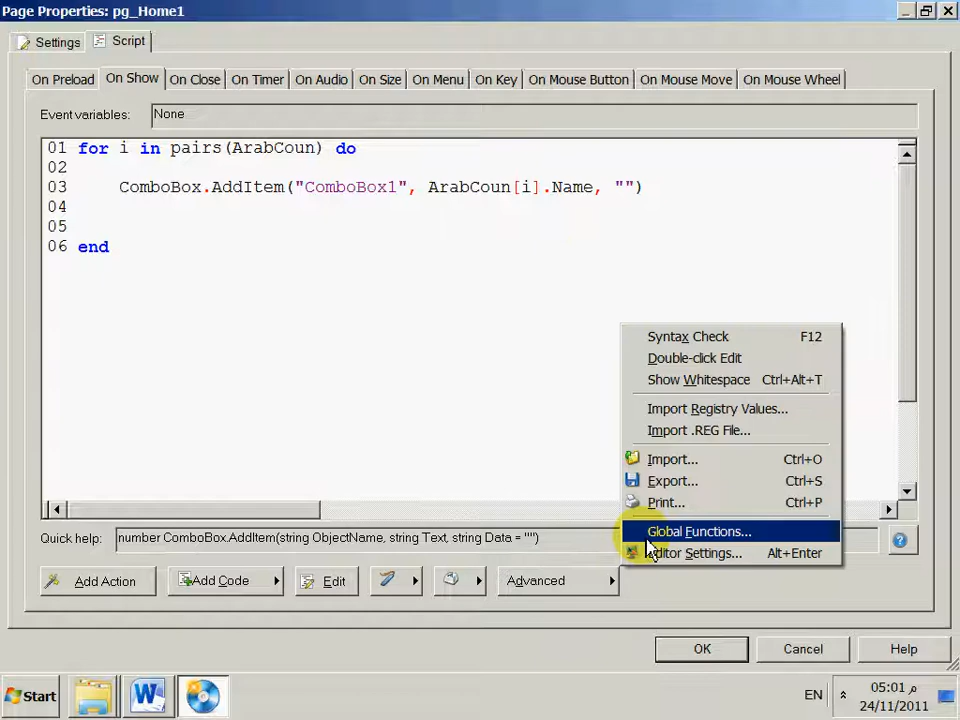 Page Properties: pg_Home1
Settings Script
On Preload On Show On Close On Timer On Audio On Size On Menu On Key On Mouse Button On Mouse Move On Mouse Wheel
Event variables: None
01 for i in pairs(ArabCoun) do
02
03 ComboBox.AddItem("ComboBox1", ArabCoun[i].Name, "")
04
05
06 end
Syntax Check F12
Double-click Edit
Show Whitespace Ctrl+Alt+T
Import Registry Values...
Import .REG File...
Import... Ctrl+O
Export... Ctrl+S
Print... Ctrl+P
Global Functions...
Editor Settings... Alt+Enter
Quick help: number ComboBox.AddItem(string ObjectName, string Text, string Data = "")
Add Action Add Code Edit Advanced
OK Cancel Help
Start EN 05:01 م
24/11/2011